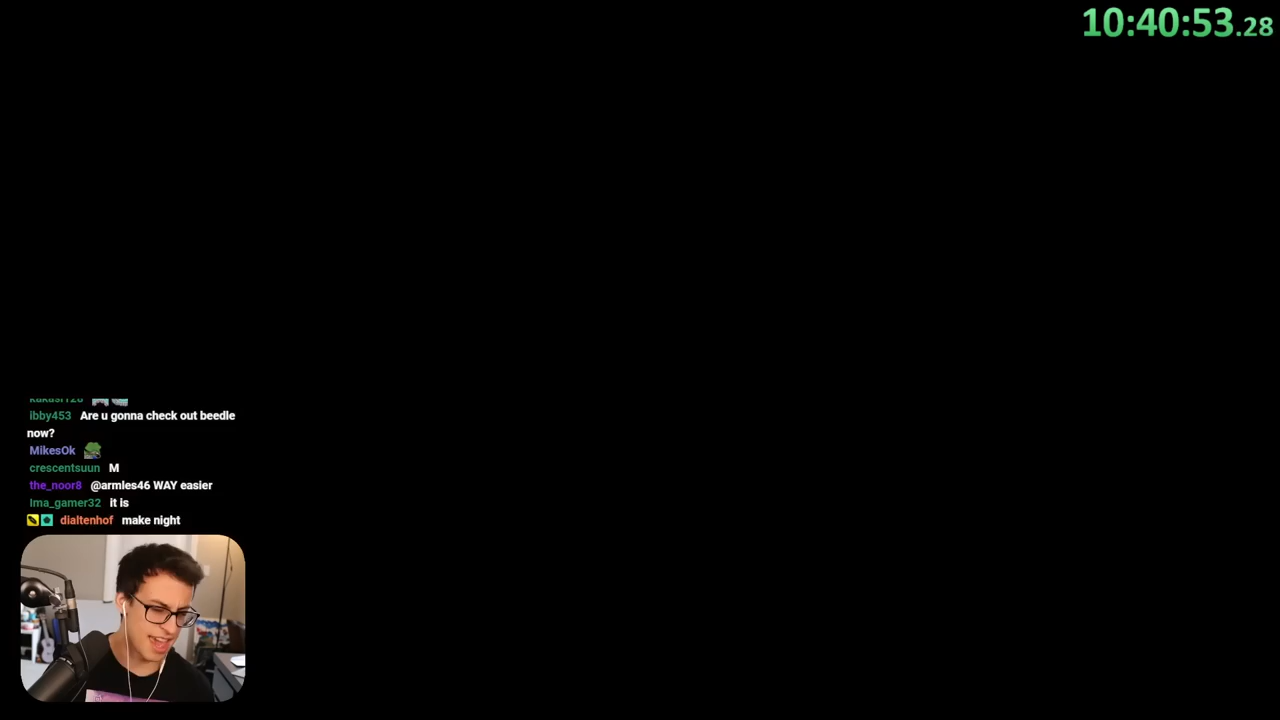 10:40:53.28
ibby453 Are u gonna check out beedle
now?
MikesOk
crescentsuun M
the_noor8 @armles46 WAY easier
Ima_gamer32 it is
dialtenhof make night